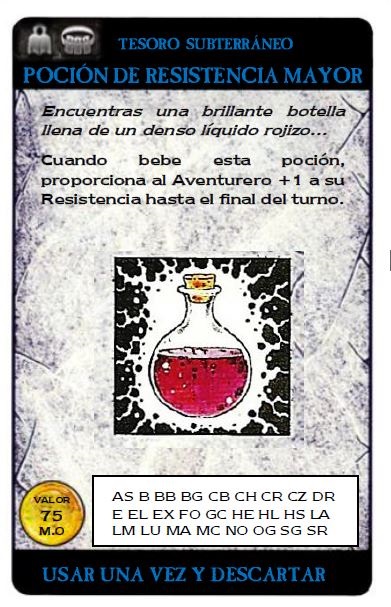 TESORO SUBTERRÁNEO
POCIÓN DE RESISTENCIA MAYOR
Encuentras una brillante botella
llena de un denso líquido rojizo...
Cuando bebe esta poción,
proporciona al Aventurero +1 a su
Resistencia hasta el final del turno.
VALOR
75
M.O
AS B BB BG CB CH CR CZ DR
E EL EX FO GC HE HL HS LA
LM LU MA MC NO OG SG SR
USAR UNA VEZ Y DESCARTAR